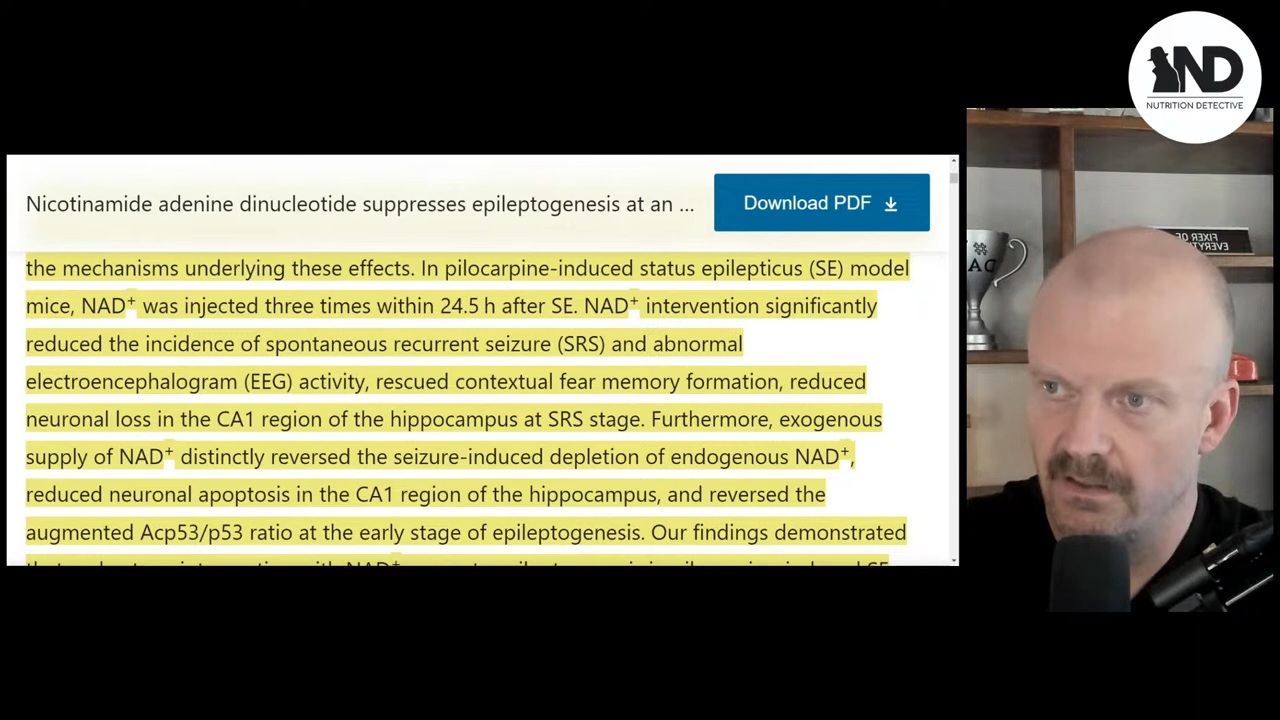 ND
NUTRITION DETECTIVE
Nicotinamide adenine dinucleotide suppresses epileptogenesis at an ...
Download PDF
the mechanisms underlying these effects. In pilocarpine-induced status epilepticus (SE) model
mice, NAD+ was injected three times within 24.5 h after SE. NAD+ intervention significantly
reduced the incidence of spontaneous recurrent seizure (SRS) and abnormal
electroencephalogram (EEG) activity, rescued contextual fear memory formation, reduced
neuronal loss in the CA1 region of the hippocampus at SRS stage. Furthermore, exogenous
supply of NAD+ distinctly reversed the seizure-induced depletion of endogenous NAD+,
reduced neuronal apoptosis in the CA1 region of the hippocampus, and reversed the
augmented Acp53/p53 ratio at the early stage of epileptogenesis. Our findings demonstrated
FIXER OF
EVERYTHING